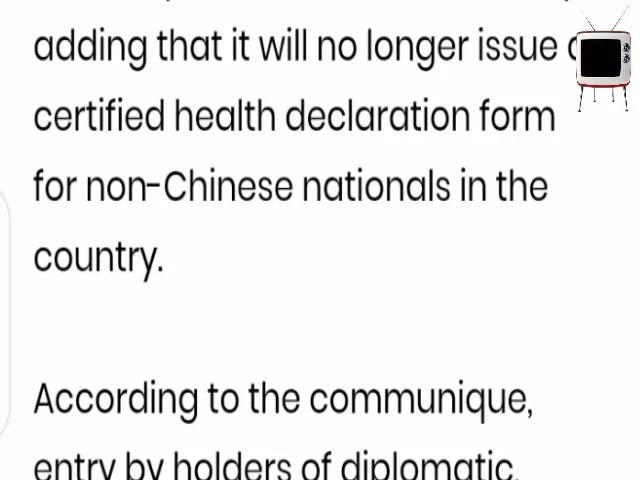 adding that it will no longer issue
certified health declaration form
for non-Chinese nationals in the
country.
According to the communique,
entry by holders of diplomatic,